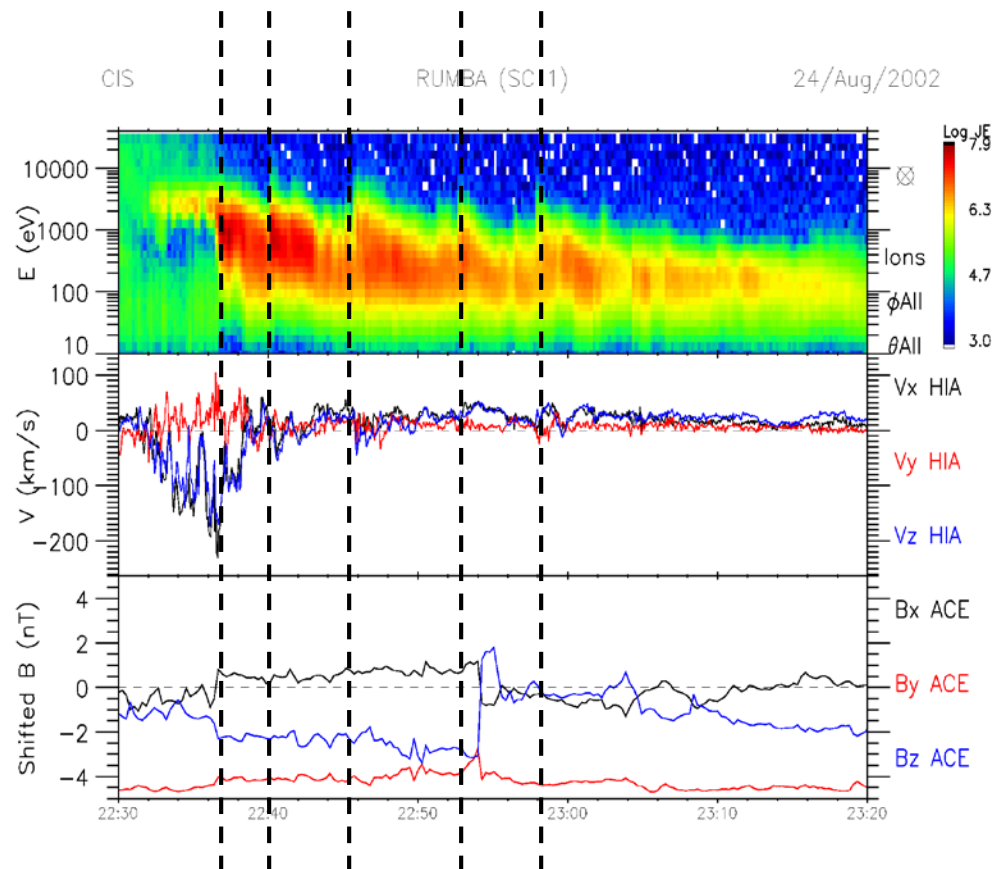 CIS RUMBA (SC 1) 24/Aug/2002
Log JE
7.9
6.3
4.7
3.0
E (eV)
10000
1000
100
10
Ions
φAll
θAll
V (km/s)
100
0
-100
-200
Vx HIA
Vy HIA
Vz HIA
Shifted B (nT)
4
2
0
-2
-4
Bx ACE
By ACE
Bz ACE
22:30 22:40 22:50 23:00 23:10 23:20